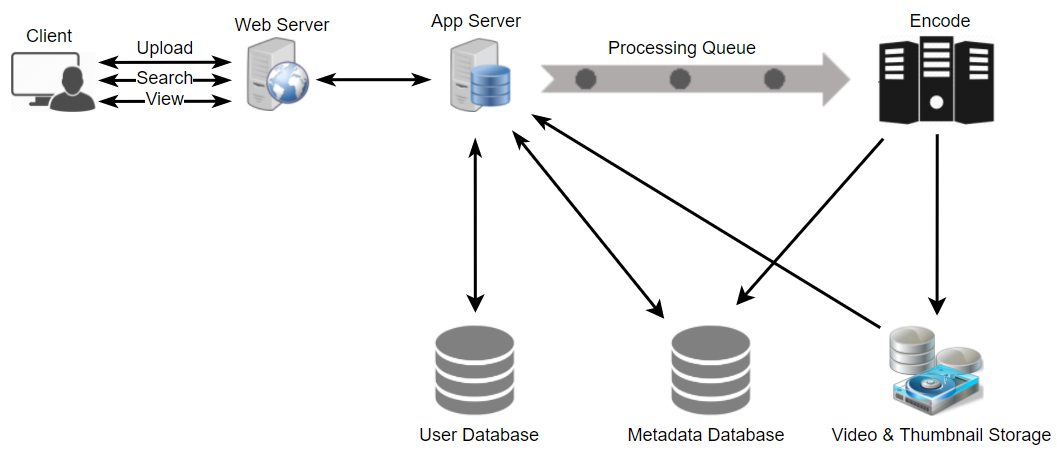 Client
Upload
Search
View
Web Server
App Server
Processing Queue
Encode
User Database
Metadata Database
Video & Thumbnail Storage